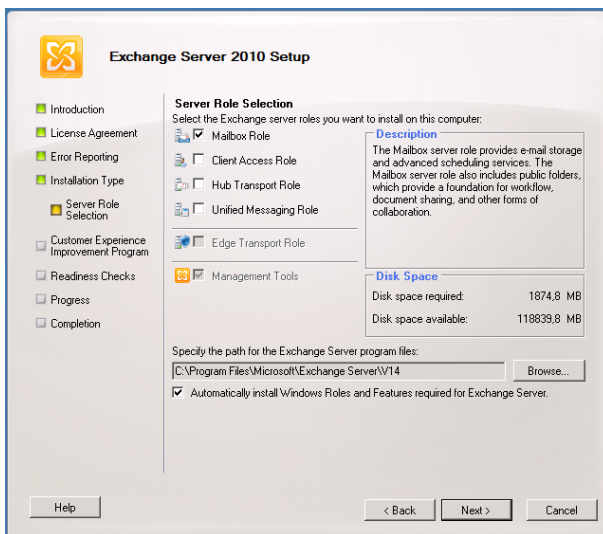 Exchange Server 2010 Setup
Introduction
License Agreement
Error Reporting
Installation Type
Server Role
Selection
Customer Experience
Improvement Program
Readiness Checks
Progress
Completion
Server Role Selection
Select the Exchange server roles you want to install on this computer:
Mailbox Role
Client Access Role
Hub Transport Role
Unified Messaging Role
Edge Transport Role
Management Tools
Description
The Mailbox server role provides e-mail storage
and advanced scheduling services. The
Mailbox server role also includes public folders,
which provide a foundation for workflow,
document sharing, and other forms of
collaboration.
Disk Space
Disk space required: 1874,8 MB
Disk space available: 118839,8 MB
Specify the path for the Exchange Server program files:
C:\Program Files\Microsoft\Exchange Server\V14
Browse...
Automatically install Windows Roles and Features required for Exchange Server.
Help
< Back
Next >
Cancel